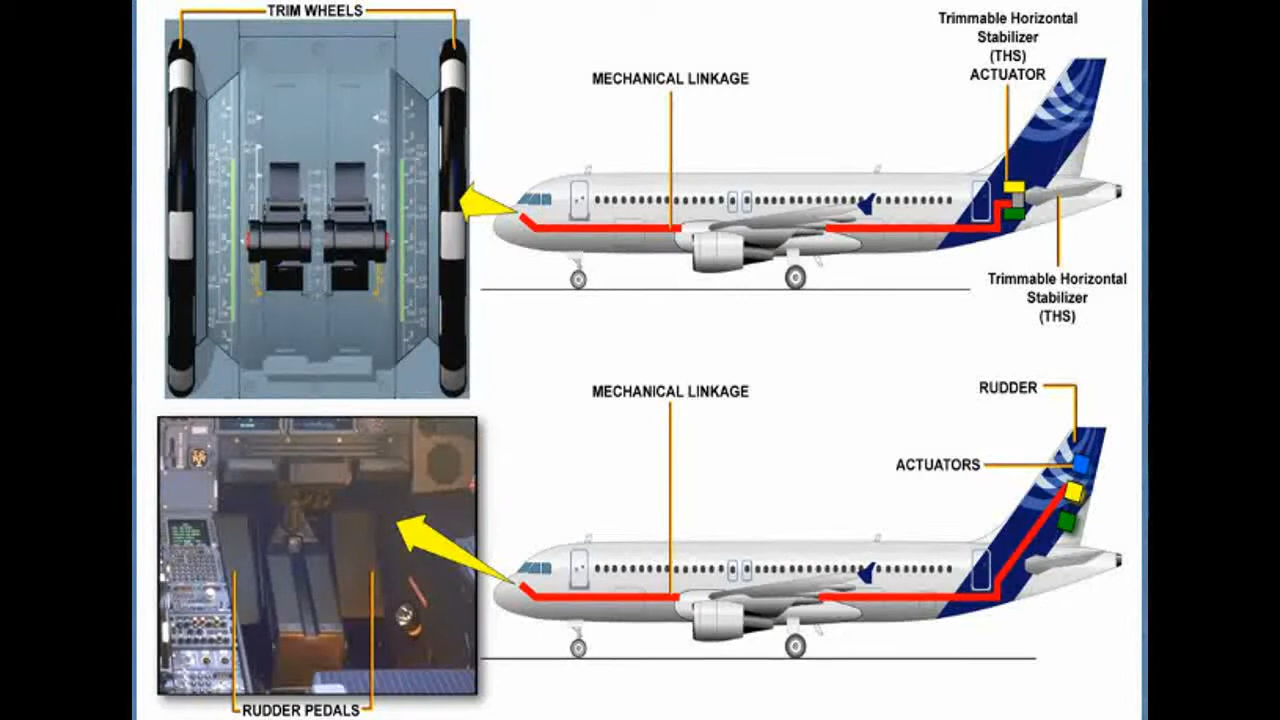 TRIM WHEELS
Trimmable Horizontal
Stabilizer
(THS)
ACTUATOR
MECHANICAL LINKAGE
Trimmable Horizontal
Stabilizer
(THS)
MECHANICAL LINKAGE
RUDDER
ACTUATORS
RUDDER PEDALS